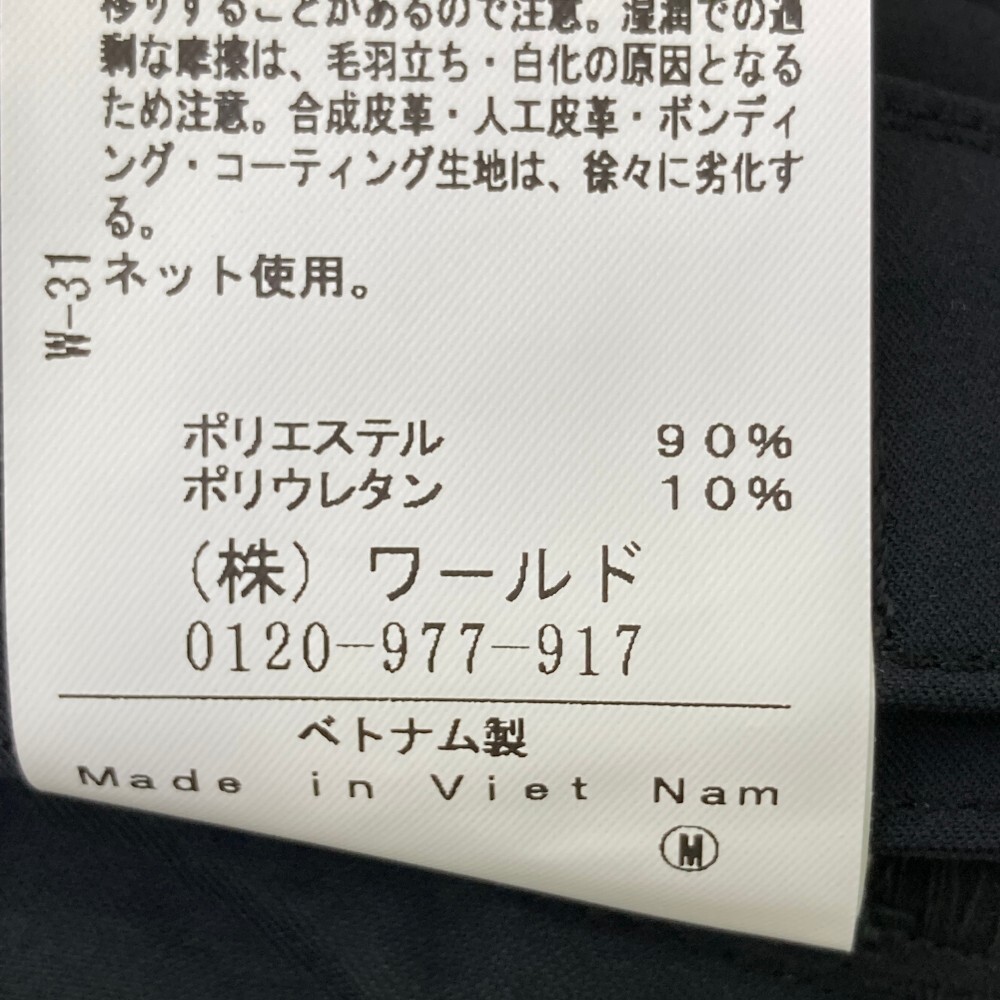 移りすることがあるので注意。湿潤での過
剰な摩擦は、毛羽立ち・白化の原因となる
ため注意。合成皮革・人工皮革・ボンディ
ング・コーティング生地は、徐々に劣化す
る。
ネット使用。
W-31
ポリエステル 90%
ポリウレタン 10%
(株) ワールド
0120-977-917
ベトナム製
Made in Viet Nam
Ⓜ